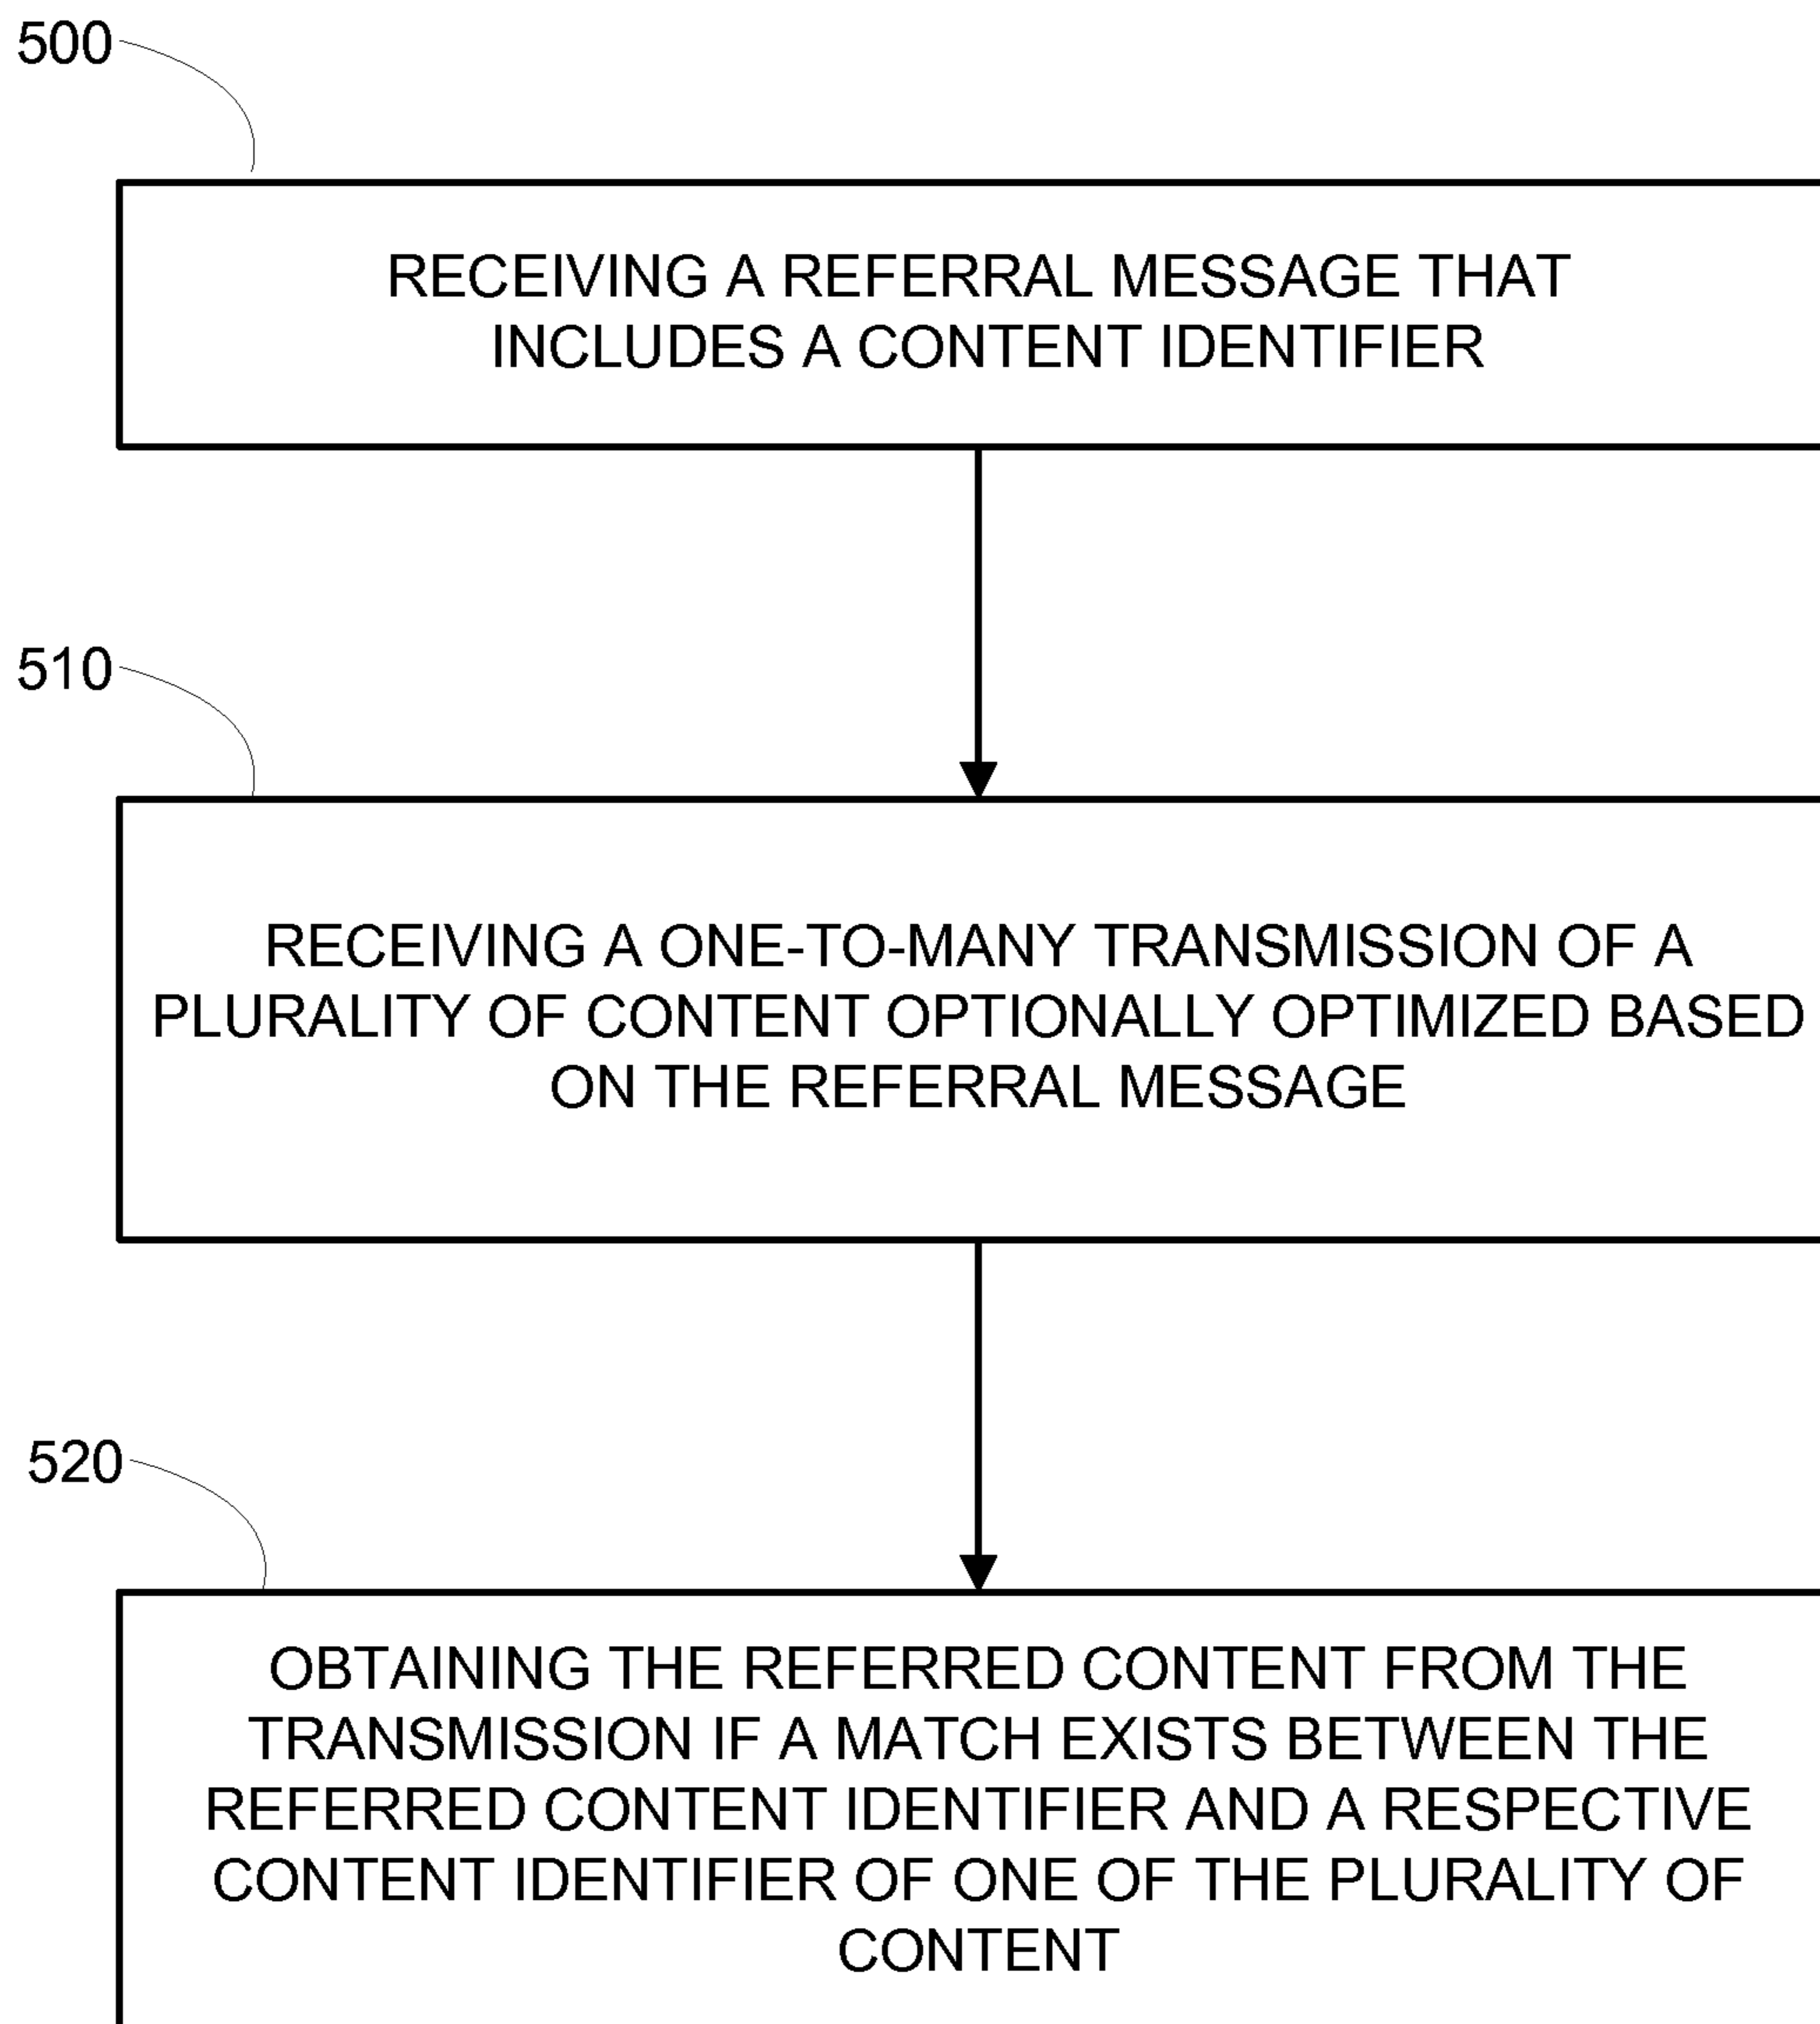 500
RECEIVING A REFERRAL MESSAGE THAT
INCLUDES A CONTENT IDENTIFIER
510
RECEIVING A ONE-TO-MANY TRANSMISSION OF A
PLURALITY OF CONTENT OPTIONALLY OPTIMIZED BASED
ON THE REFERRAL MESSAGE
520
OBTAINING THE REFERRED CONTENT FROM THE
TRANSMISSION IF A MATCH EXISTS BETWEEN THE
REFERRED CONTENT IDENTIFIER AND A RESPECTIVE
CONTENT IDENTIFIER OF ONE OF THE PLURALITY OF
CONTENT